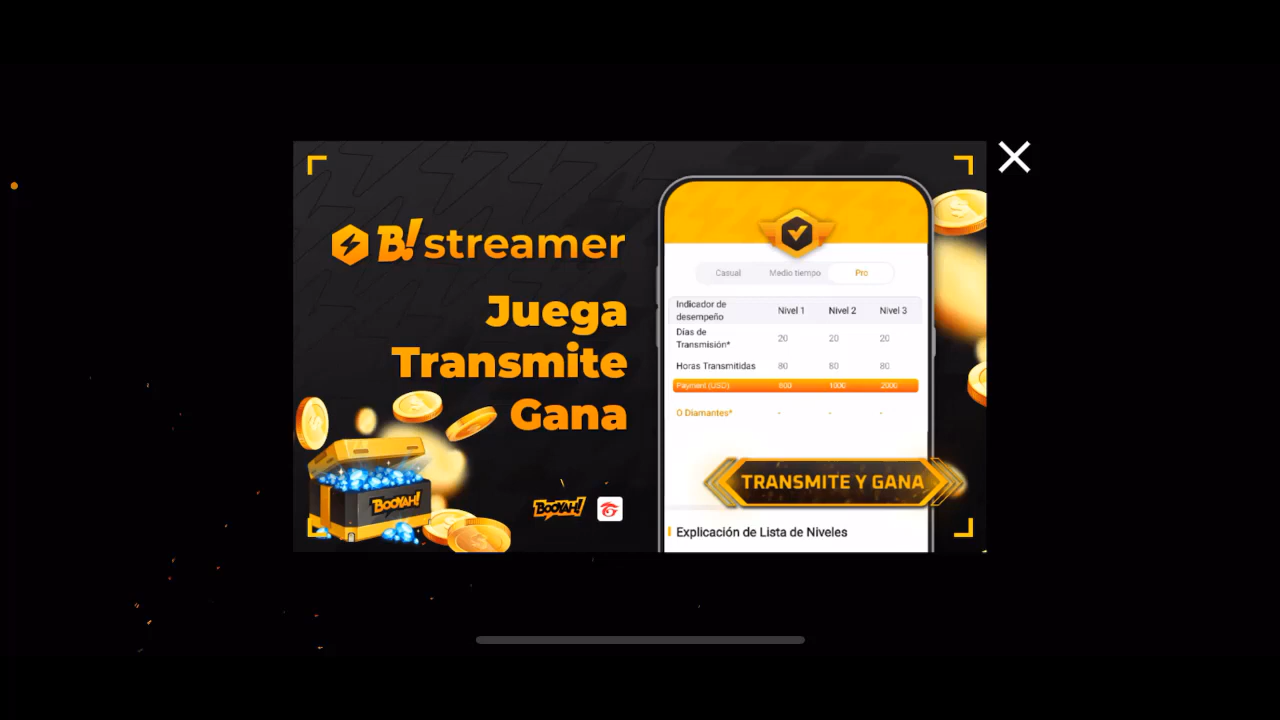 B! streamer
Juega
Transmite
Gana
BOOYAH!
BOOYAH!
Casual Medio tiempo Pro
Indicador de
desempeño
Nivel 1 Nivel 2 Nivel 3
Días de
Transmisión*
20 20 20
Horas Transmitidas 80 80 80
Payment (USD) 800 1000 2000
0 Diamantes* - - -
TRANSMITE Y GANA
Explicación de Lista de Niveles